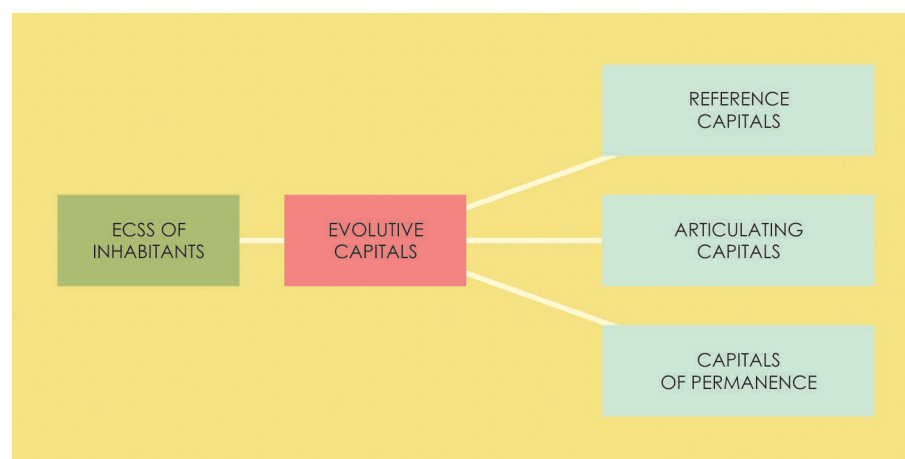 REFERENCE
CAPITALS
ECSS OF
INHABITANTS
EVOLUTIVE
CAPITALS
ARTICULATING
CAPITALS
CAPITALS
OF PERMANENCE